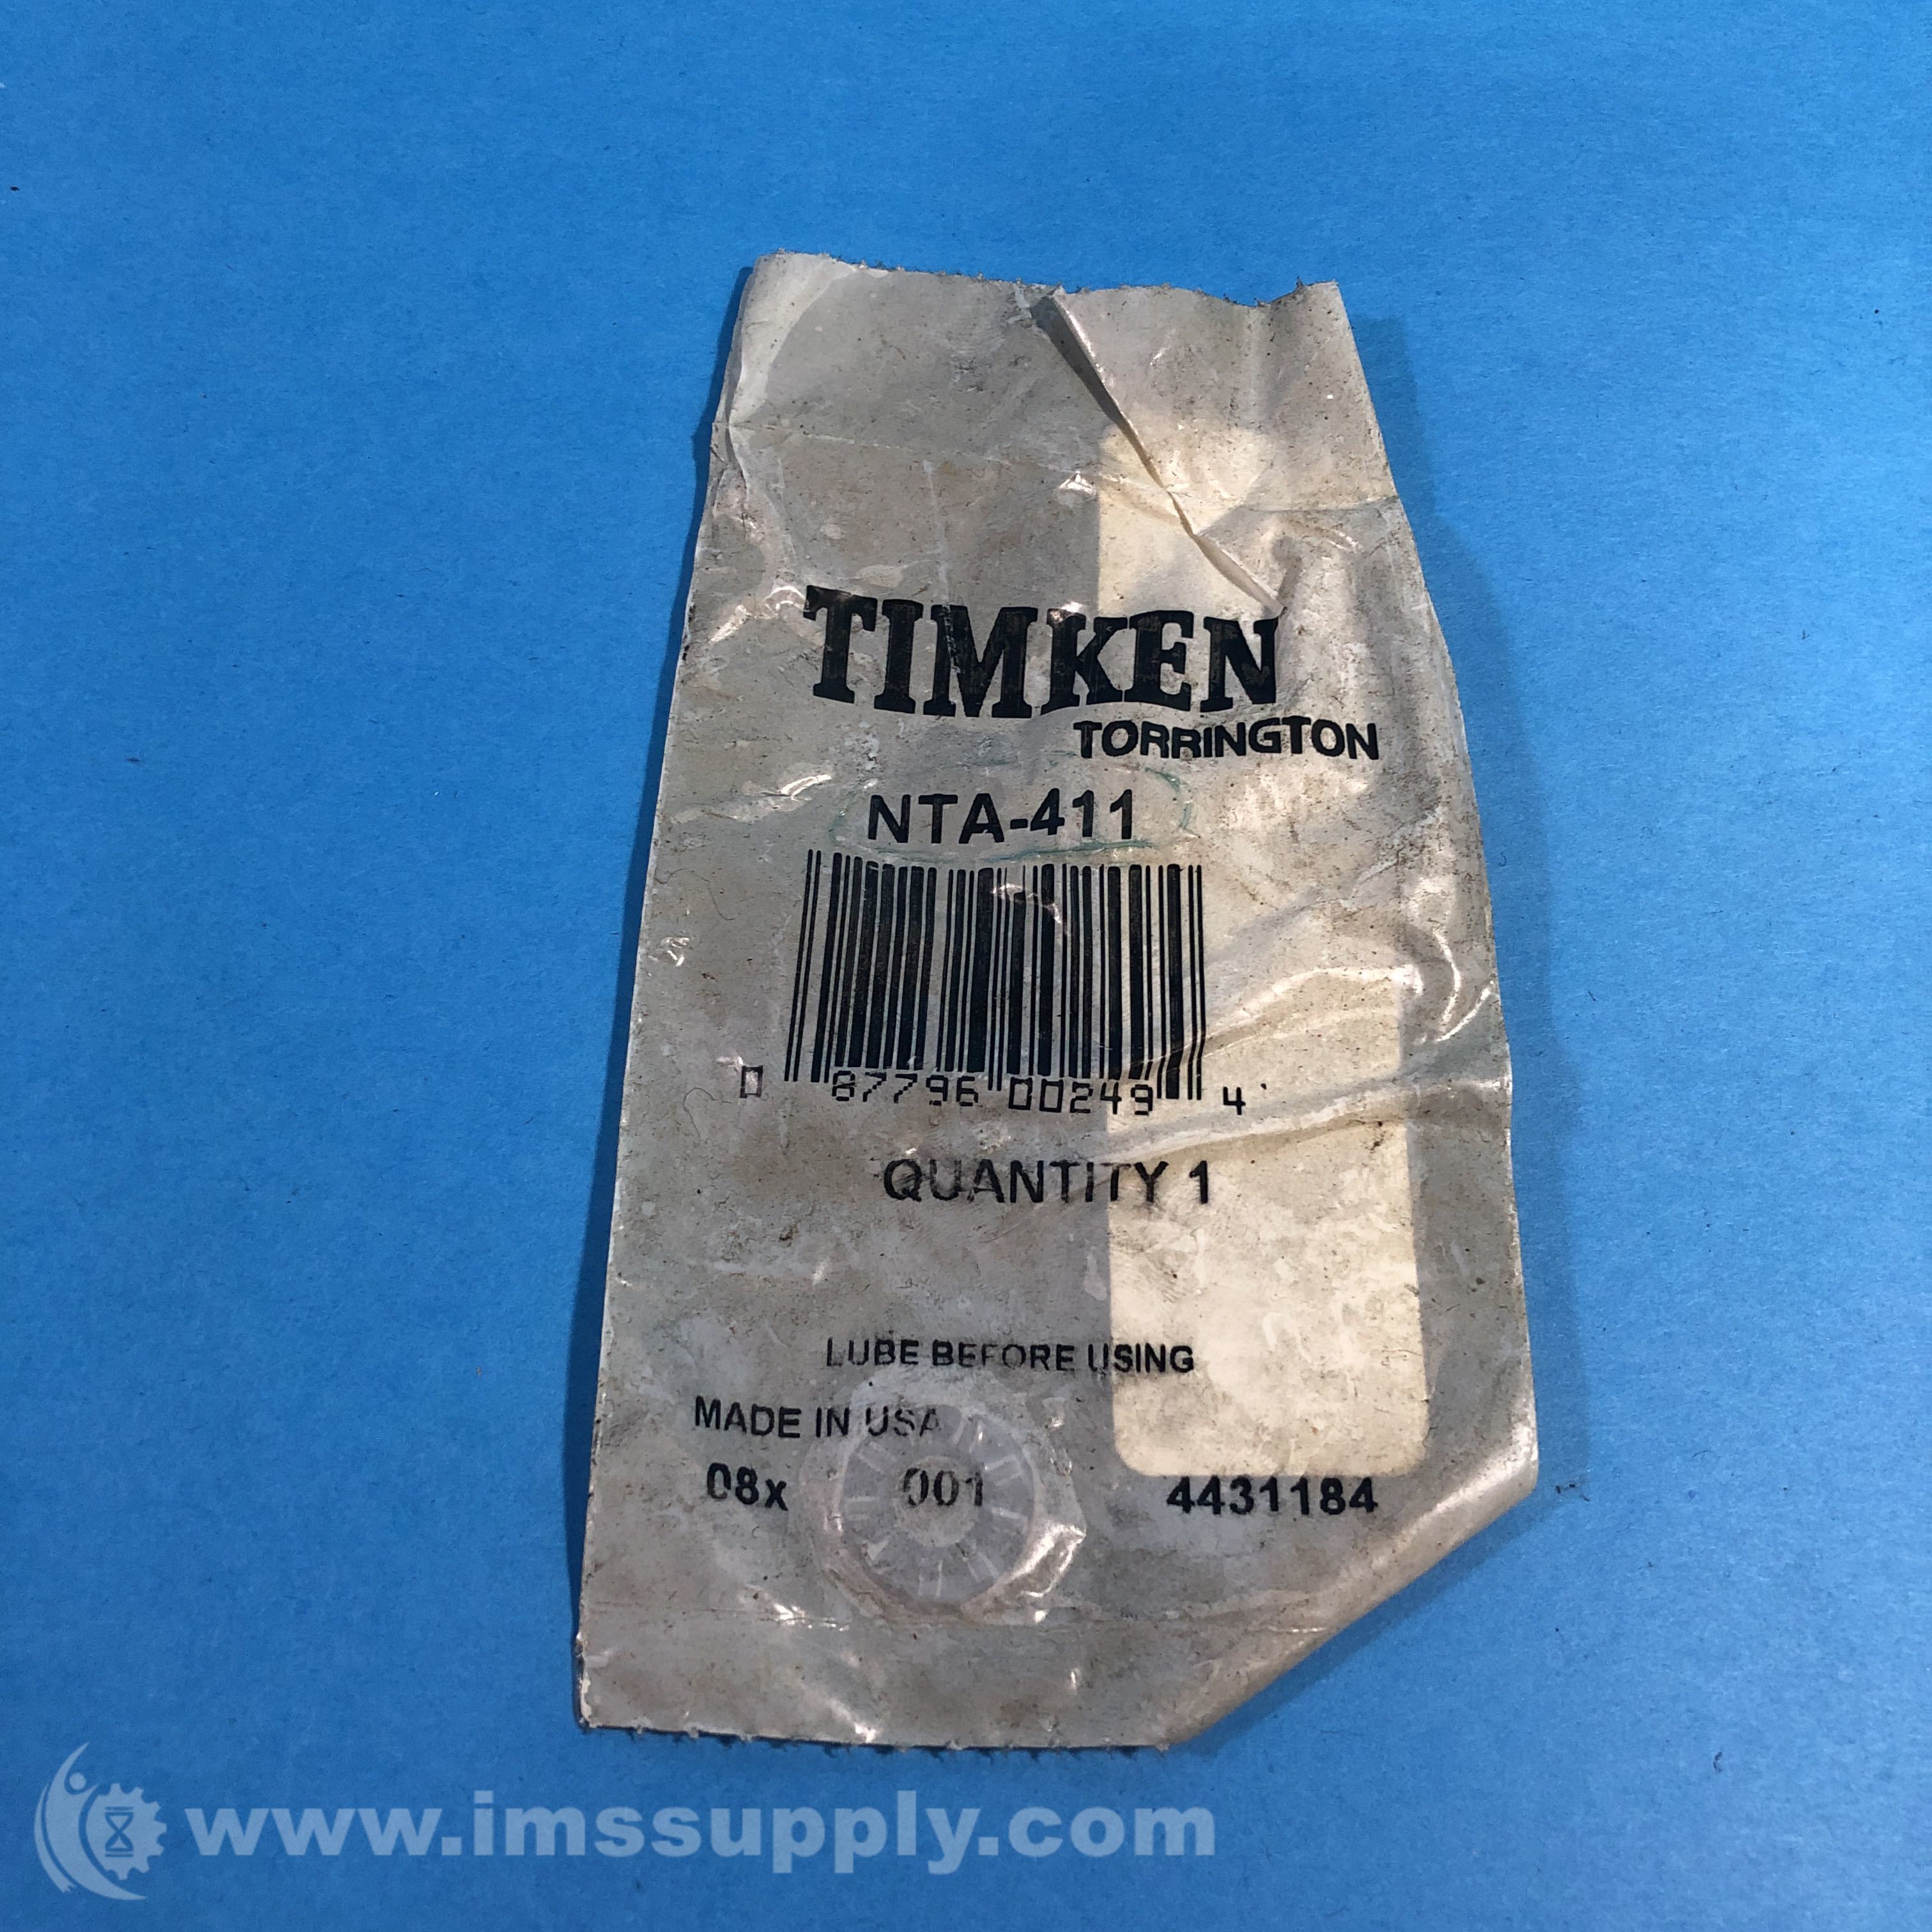 TIMKEN
TORRINGTON
NTA-411
0 87796 00249 4
QUANTITY 1
LUBE BEFORE USING
MADE IN USA
08x 001 4431184
www.imssupply.com